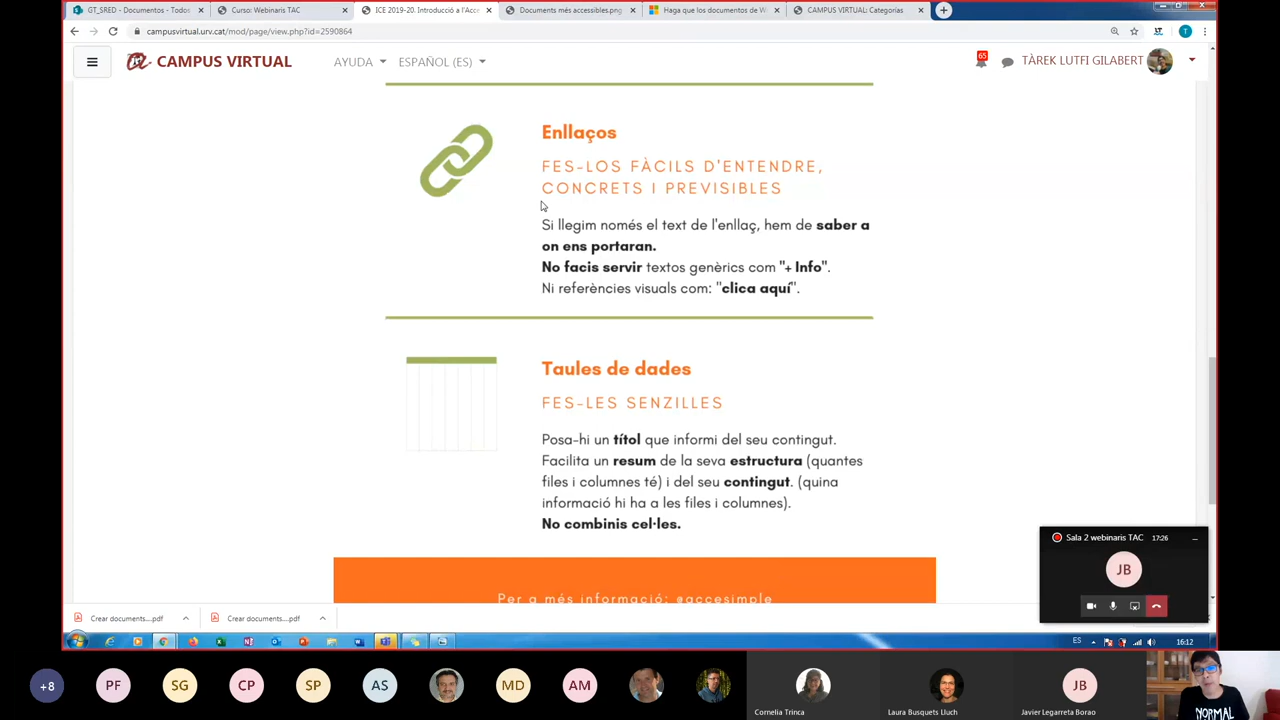 GT_SRED - Documentos - Todos
Curso: Webinaris TAC
ICE 2019-20. Introducció a l'Acce
Documents més accessibles.png
Haga que los documentos de W
CAMPUS VIRTUAL: Categorías
campusvirtual.urv.cat/mod/page/view.php?id=2590864
T
CAMPUS VIRTUAL
AYUDA
ESPAÑOL (ES)
65
TÀREK LUTFI GILABERT
Enllaços
FES-LOS FÀCILS D'ENTENDRE,
CONCRETS I PREVISIBLES
Si llegim només el text de l'enllaç, hem de saber a
on ens portaran.
No facis servir textos genèrics com "+ Info".
Ni referències visuals com: "clica aquí".
Taules de dades
FES-LES SENZILLES
Posa-hi un títol que informi del seu contingut.
Facilita un resum de la seva estructura (quantes
files i columnes té) i del seu contingut. (quina
informació hi ha a les files i columnes).
No combinis cel·les.
Per a més informació: @accesimple
Sala 2 webinaris TAC 17:26
JB
Crear documents....pdf
Crear documents....pdf
ES
16:12
+8
PF
SG
CP
SP
AS
MD
AM
JB
Cornelia Trinca
Laura Busquets Lluch
Javier Legarreta Borao
NORMAL